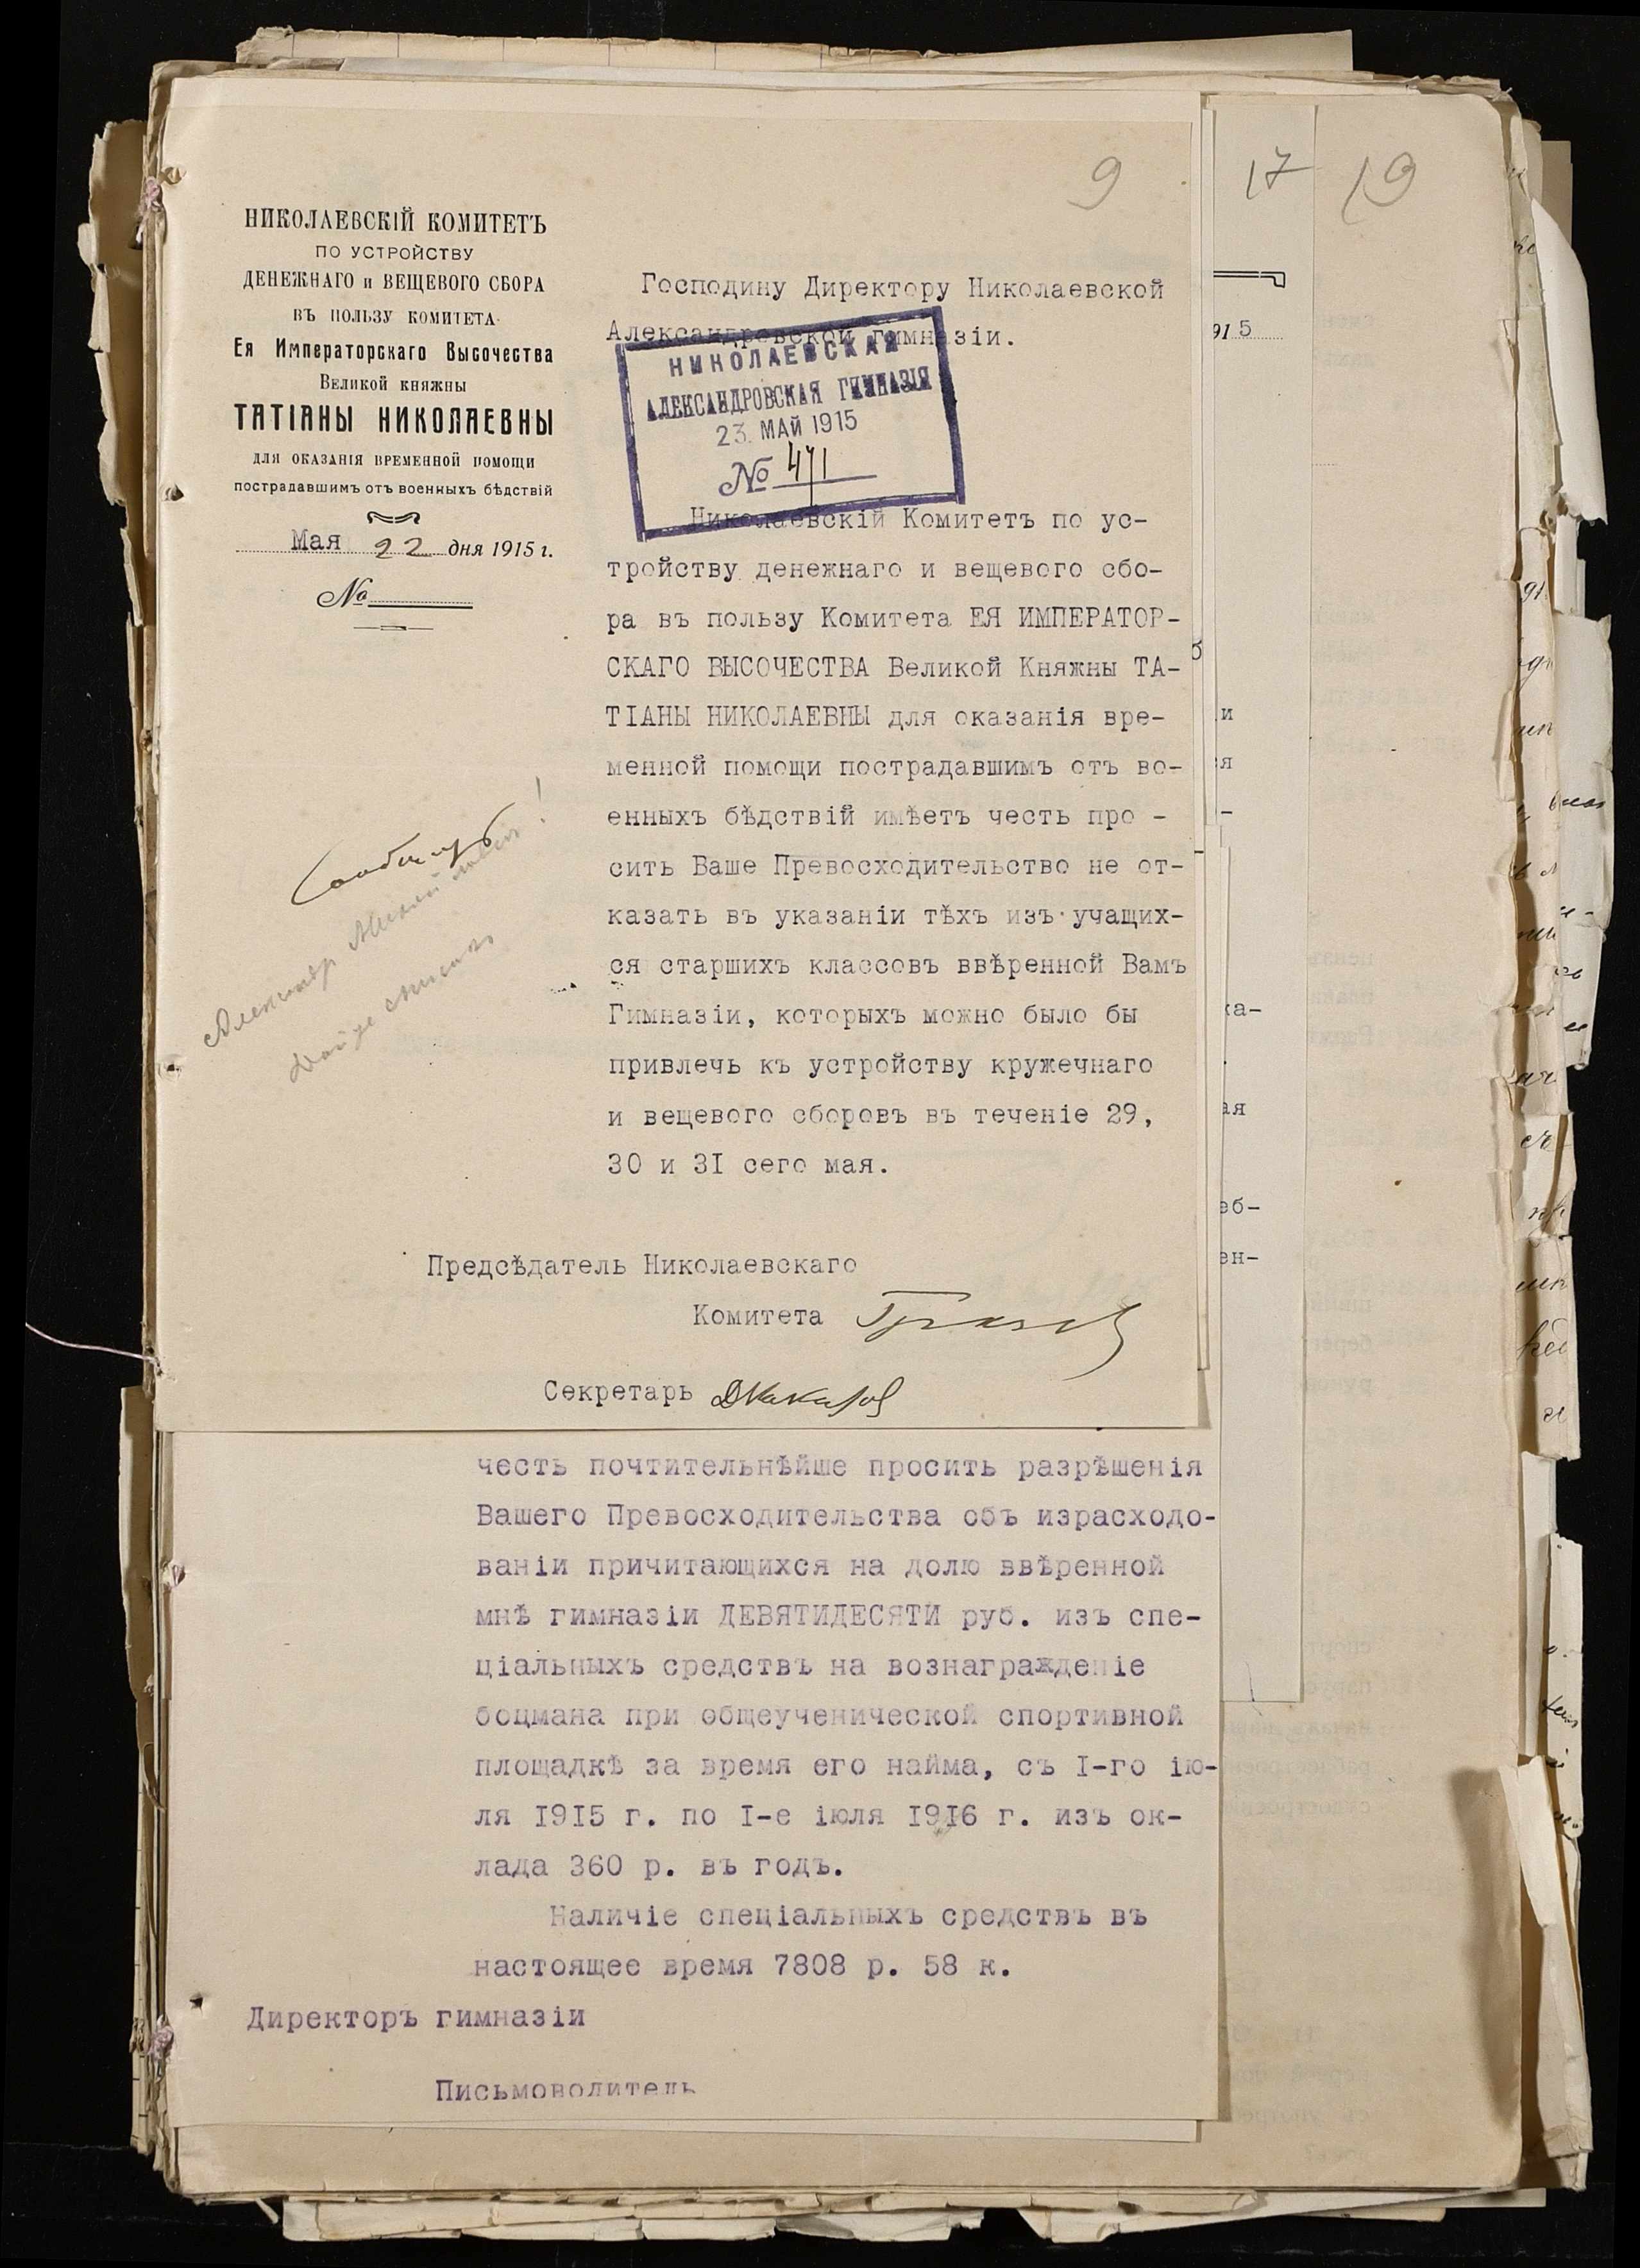 9
17
19
НИКОЛАЕВСКІЙ КОМИТЕТЪ
ПО УСТРОЙСТВУ
ДЕНЕЖНАГО и ВЕЩЕВОГО СБОРА
ВЪ ПОЛЬЗУ КОМИТЕТА
Ея Императорскаго Высочества
Великой княжны
ТАТІАНЫ НИКОЛАЕВНЫ
ДЛЯ ОКАЗАНІЯ ВРЕМЕННОЙ ПОМОЩИ
пострадавшимъ отъ военныхъ бѣдствій
Мая 22 дня 1915 г.
№
Господину Директору Николаевской
Александровской гимназіи.
НИКОЛАЕВСКАЯ
АЛЕКСАНДРОВСКАЯ ГИМНАЗІЯ
23. МАЙ 1915
№ 471
Николаевскій Комитетъ по ус-
тройству денежнаго и вещевого сбо-
ра въ пользу Комитета ЕЯ ИМПЕРАТОР-
СКАГО ВЫСОЧЕСТВА Великой Княжны ТА-
ТІАНЫ НИКОЛАЕВНЫ для оказанія вре-
менной помощи пострадавшимъ отъ во-
енныхъ бѣдствій имѣетъ честь про -
сить Ваше Превосходительство не от-
казать въ указаніи тѣхъ изъ учащих-
ся старшихъ классовъ ввѣренной Вамъ
Гимназіи, которыхъ можно было бы
привлечь къ устройству кружечнаго
и вещевого сборовъ въ теченіе 29,
30 и 31 сего мая.
Предсѣдатель Николаевскаго
Комитета
Секретарь
честь почтительнѣйше просить разрѣшенія
Вашего Превосходительства объ израсходо-
ваніи причитающихся на долю ввѣренной
мнѣ гимназіи ДЕВЯТИДЕСЯТИ руб. изъ спе-
ціальныхъ средствъ на вознагражденіе
боцмана при общеученической спортивной
площадкѣ за время его найма, съ I-го ію-
ля 1915 г. по I-е іюля 1916 г. изъ ок-
лада 360 р. въ годъ.
Наличіе спеціальныхъ средствъ въ
настоящее время 7808 р. 58 к.
Директоръ гимназіи
Письмоводитель